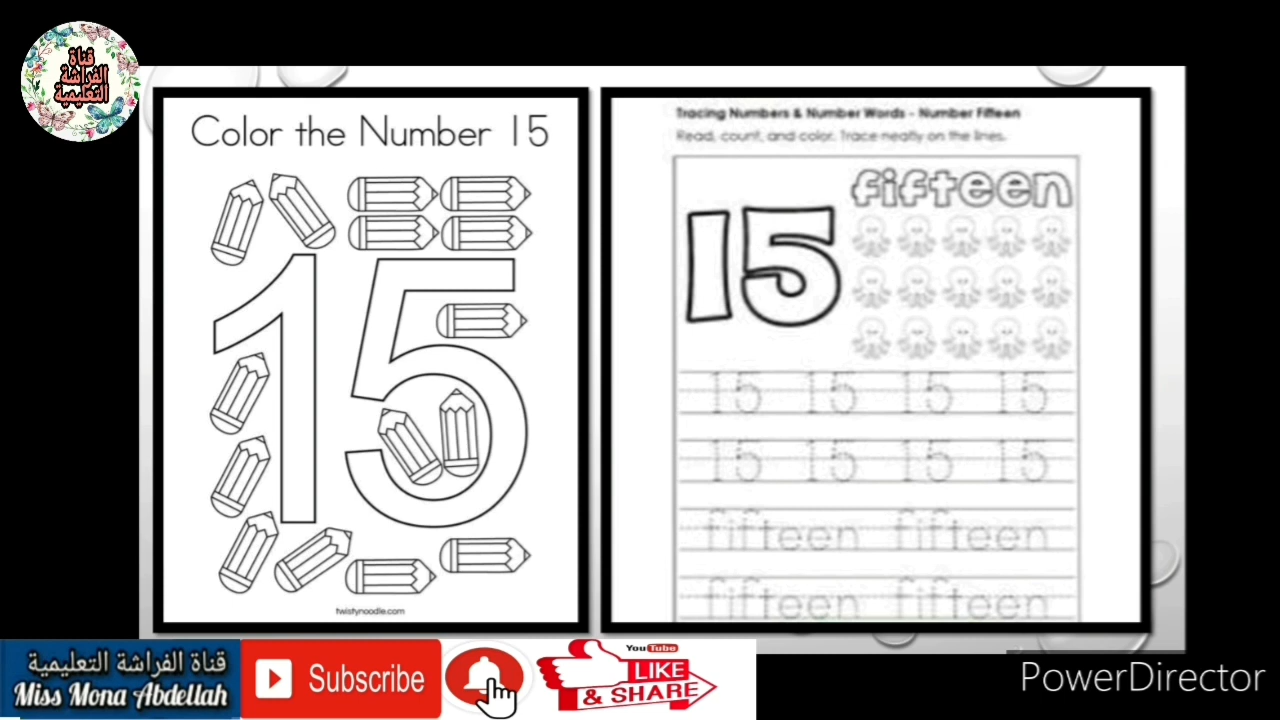 قناة
الفراشة
التعليمية
Color the Number 15
15
twistynoodle.com
Tracing Numbers & Number Words - Number Fifteen
Read, count, and color. Trace neatly on the lines.
fifteen
15
15 15 15 15
15 15 15 15
fifteen fifteen
fifteen fifteen
قناة الفراشة التعليمية
Miss Mona Abdellah
Subscribe
YouTube
LIKE
& SHARE
PowerDirector